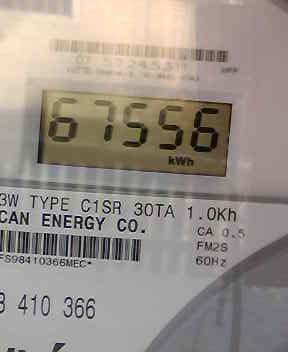 67556
kWh
3W TYPE C1SR 30TA 1.0Kh
CAN ENERGY CO.
CA 0.5
FM2S
FS98410366MEC*
60Hz
3 410 366